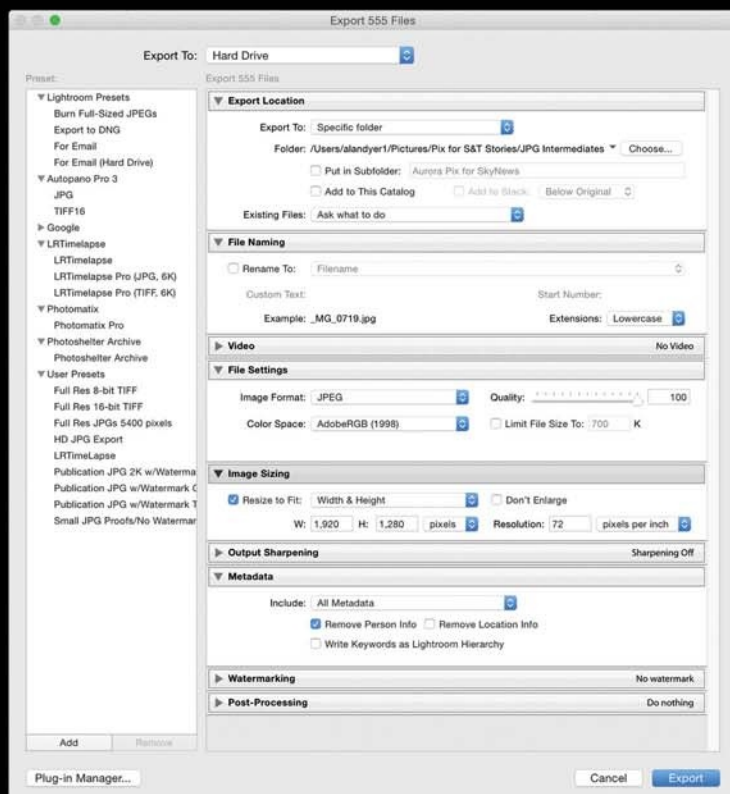 Export 555 Files
Export To: Hard Drive
Preset:
Export 555 Files
Lightroom Presets
Burn Full-Sized JPEGs
Export to DNG
For Email
For Email (Hard Drive)
Autopano Pro 3
JPG
TIFF16
Google
LRTimelapse
LRTimelapse
LRTimelapse Pro (JPG, 6K)
LRTimelapse Pro (TIFF, 6K)
Photomatix
Photomatix Pro
Photoshelter Archive
Photoshelter Archive
User Presets
Full Res 8-bit TIFF
Full Res 16-bit TIFF
Full Res JPGs 5400 pixels
HD JPG Export
LRTimeLapse
Publication JPG 2K w/Waterma
Publication JPG w/Watermark C
Publication JPG w/Watermark T
Small JPG Proofs/No Watermar
Add Remove
Export Location
Export To: Specific folder
Folder: /Users/alandyer1/Pictures/Pix for S&T Stories/JPG Intermediates Choose...
Put in Subfolder: Aurora Pix for SkyNews
Add to This Catalog Add to Stack: Below Original
Existing Files: Ask what to do
File Naming
Rename To: Filename
Custom Text: Start Number:
Example: _MG_0719.jpg Extensions: Lowercase
Video No Video
File Settings
Image Format: JPEG Quality: 100
Color Space: AdobeRGB (1998) Limit File Size To: 700 K
Image Sizing
Resize to Fit: Width & Height Don't Enlarge
W: 1,920 H: 1,280 pixels Resolution: 72 pixels per inch
Output Sharpening Sharpening Off
Metadata
Include: All Metadata
Remove Person Info Remove Location Info
Write Keywords as Lightroom Hierarchy
Watermarking No watermark
Post-Processing Do nothing
Plug-in Manager... Cancel Export